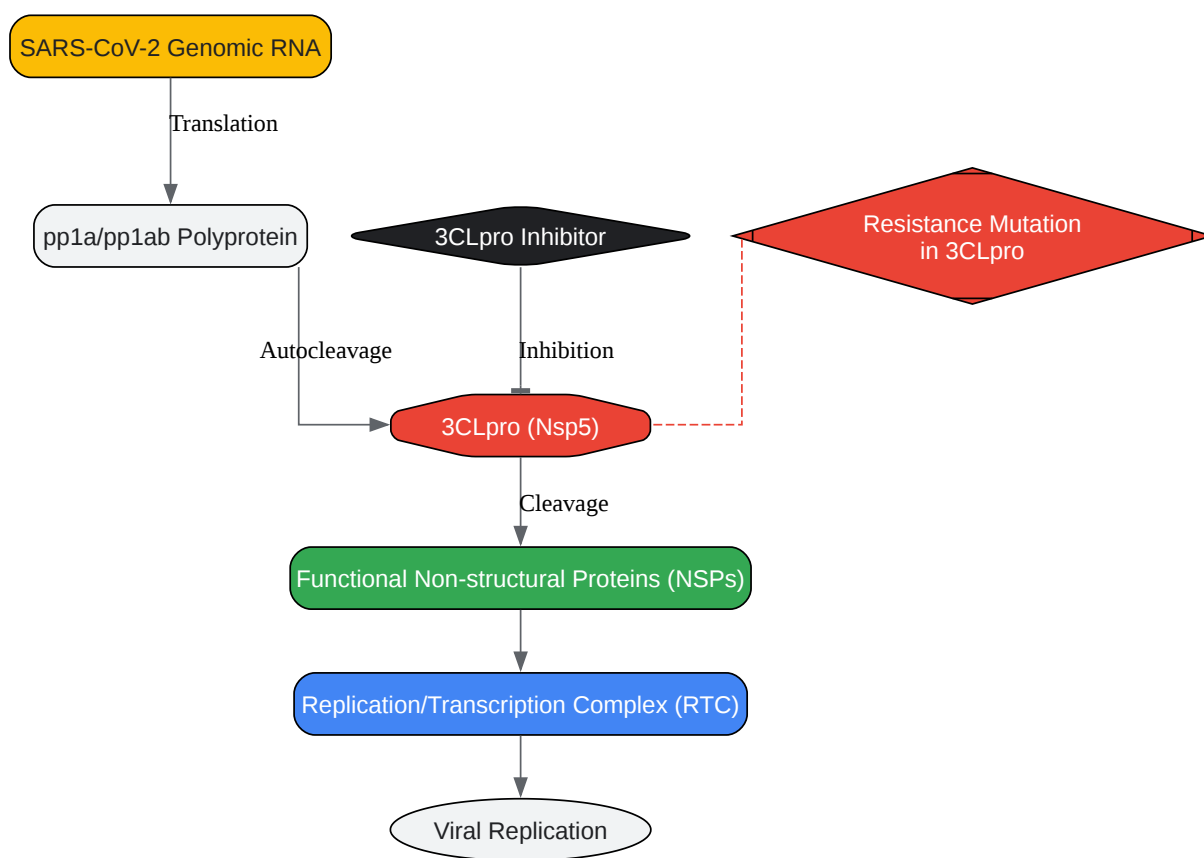 SARS-CoV-2 Genomic RNA
Translation
pp1a/pp1ab Polyprotein
3CLpro Inhibitor
Resistance Mutation
in 3CLpro
Autocleavage
Inhibition
3CLpro (Nsp5)
Cleavage
Functional Non-structural Proteins (NSPs)
Replication/Transcription Complex (RTC)
Viral Replication